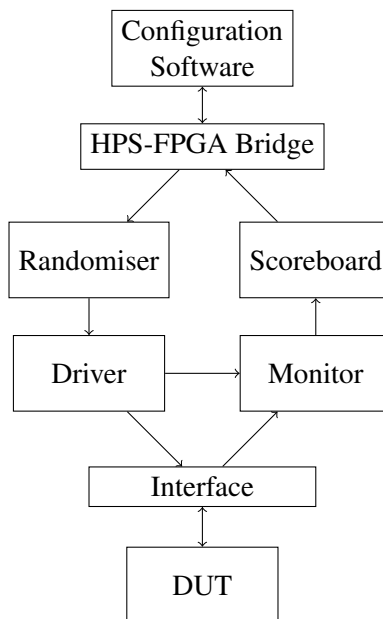 Configuration
Software
HPS-FPGA Bridge
Randomiser
Scoreboard
Driver
Monitor
Interface
DUT